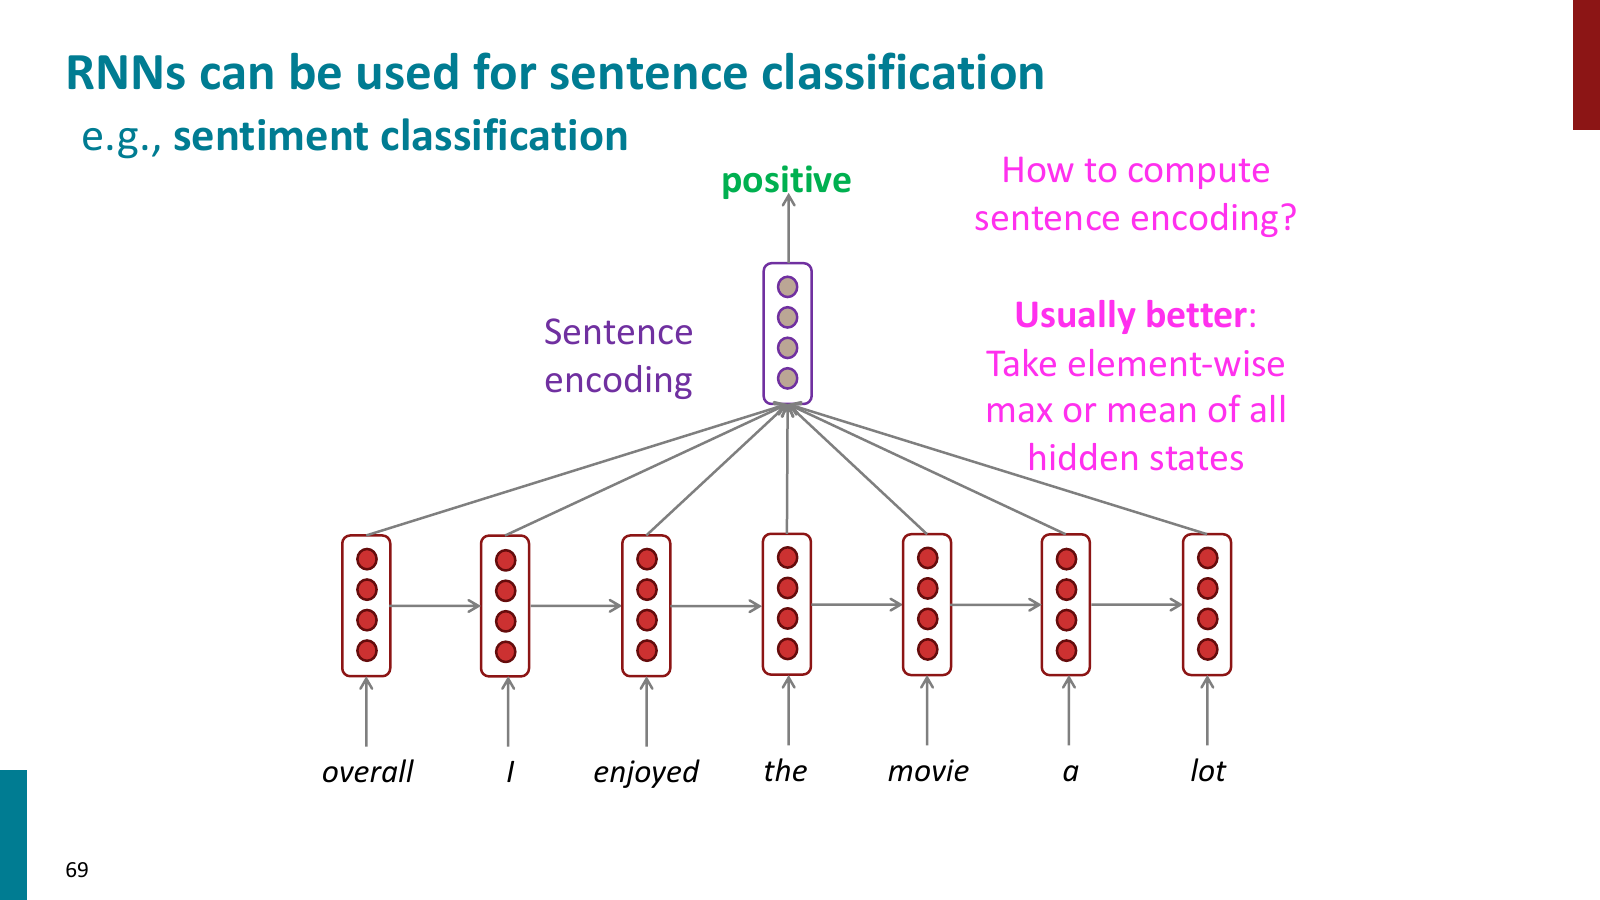 RNNs can be used for sentence classification
e.g., sentiment classification
positive
How to compute
sentence encoding?
Sentence
encoding
Usually better:
Take element-wise
max or mean of all
hidden states
overall I enjoyed the movie a lot
69